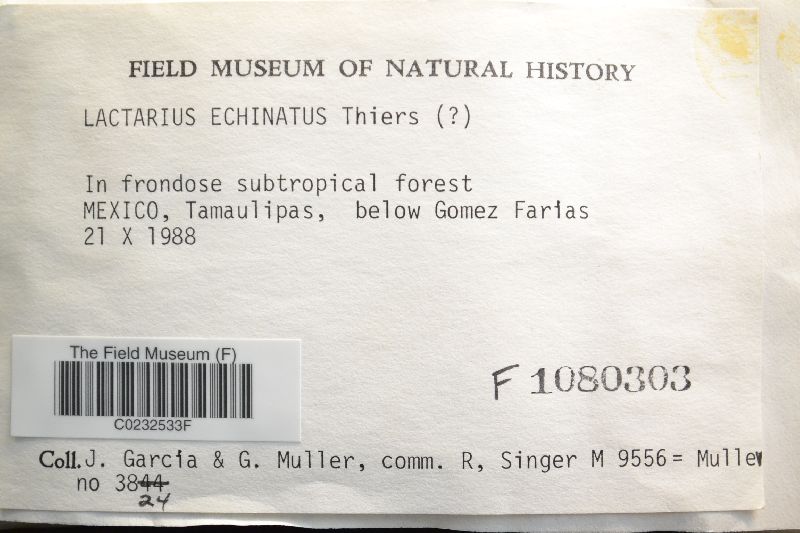 FIELD MUSEUM OF NATURAL HISTORY
LACTARIUS ECHINATUS Thiers (?)
In frondose subtropical forest
MEXICO, Tamaulipas, below Gomez Farias
21 X 1988
The Field Museum (F)
C0232533F
F 1080303
Coll. J. Garcia & G. Muller, comm. R, Singer M 9556 = Muller
no 3844
24